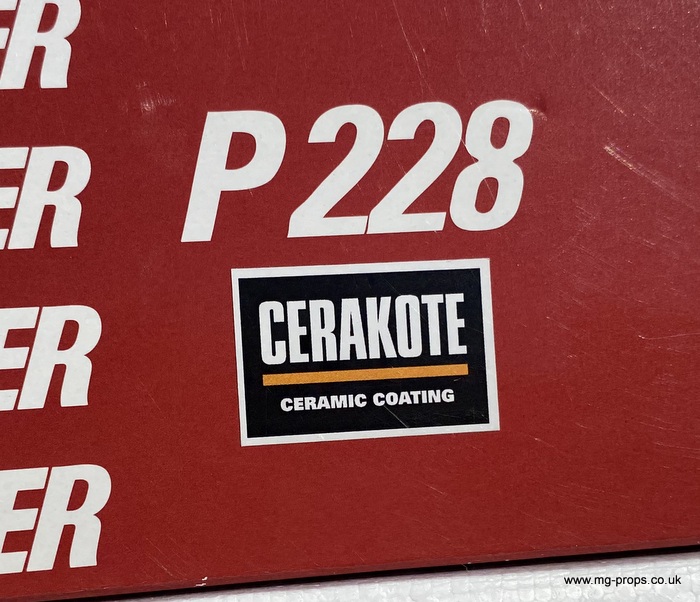 ER
ER
ER
ER
P 228
CERAKOTE
CERAMIC COATING
www.mg-props.co.uk